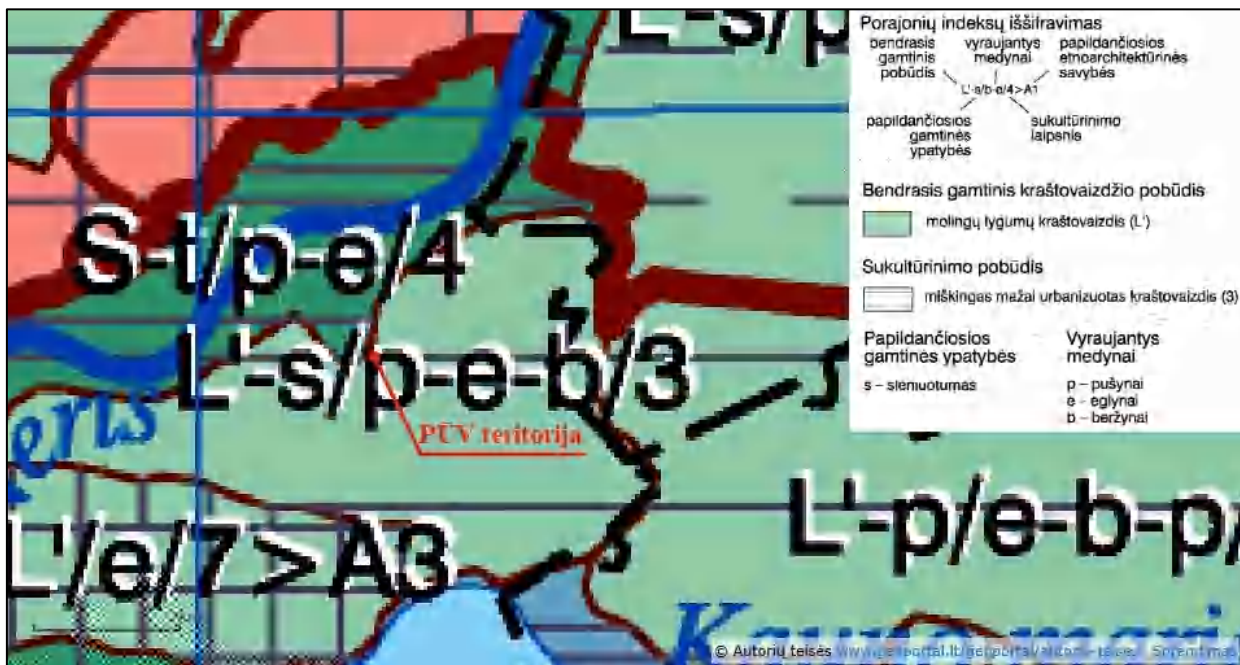 L'-s/p
S-t/p-e/4
L'-s/p-e-b/3
PŪV teritorija
eris
L'/e/7>A3
L'-p/e-b-p/
Kauno mari
Porajonių indeksų iššifravimas
bendrasis vyraujantys papildančiosios
gamtinis medynai etnoarchitektūrinės
pobūdis savybės
L'-s/b-e/4>A1
papildančiosios sukultūrinimo
gamtinės laipsnis
ypatybės
Bendrasis gamtinis kraštovaizdžio pobūdis
molingų lygumų kraštovaizdis (L')
Sukultūrinimo pobūdis
miškingas mažai urbanizuotas kraštovaizdis (3)
Papildančiosios Vyraujantys
gamtinės ypatybės medynai
s – slėniuotumas p – pušynai
e – eglynai
b – beržynai
© Autorių teisės